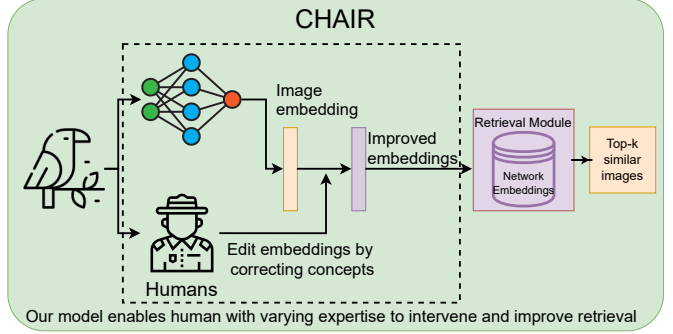 CHAIR
Image
embedding
Improved
embeddings
Retrieval Module
Network
Embeddings
Top-k
similar
images
Edit embeddings by
correcting concepts
Humans
Our model enables human with varying expertise to intervene and improve retrieval